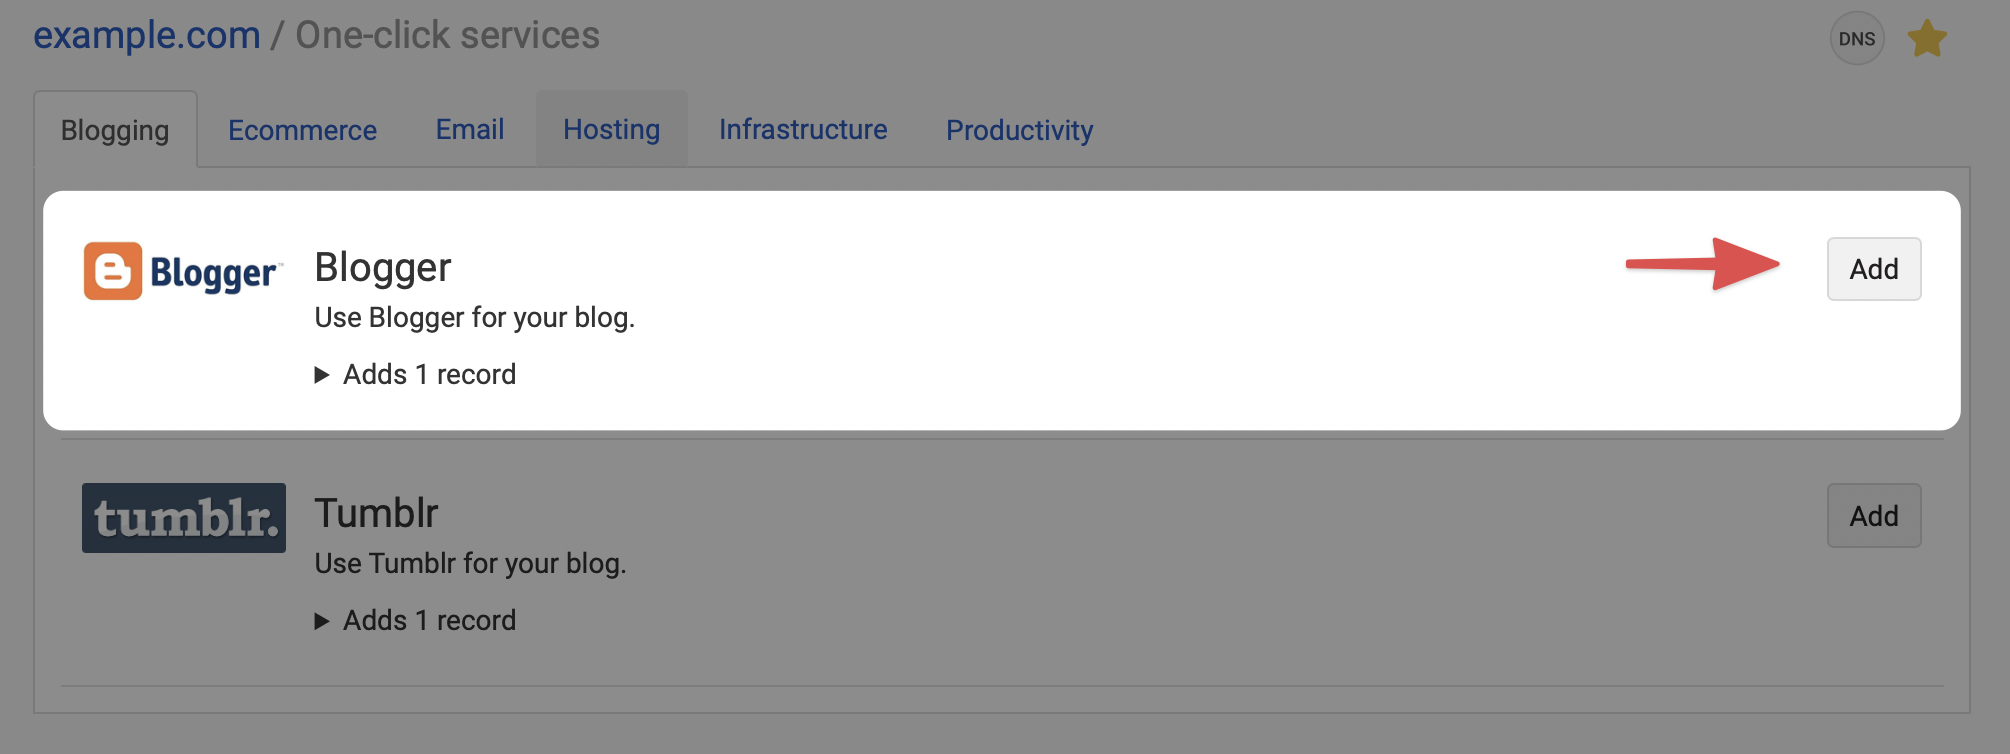 example.com / One-click services
DNS
Blogging Ecommerce Email Hosting Infrastructure Productivity
Blogger™
Blogger
Add
Use Blogger for your blog.
Adds 1 record
tumblr.
Tumblr
Add
Use Tumblr for your blog.
Adds 1 record